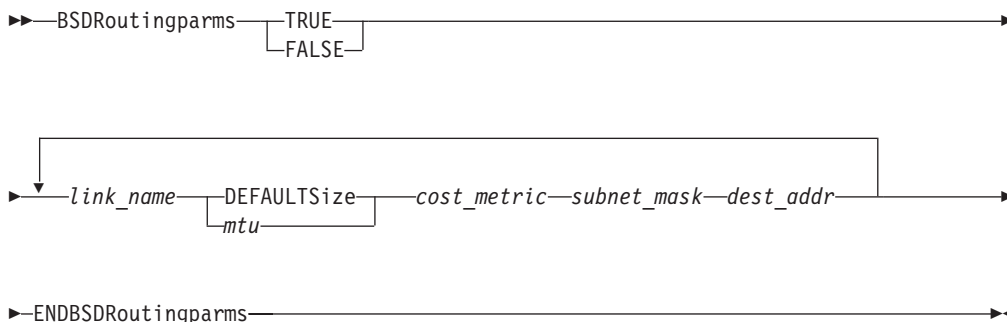 BSDRoutingparms TRUE
FALSE
link_name DEFAULTSize cost_metric subnet_mask dest_addr
mtu
ENDBSDRoutingparms